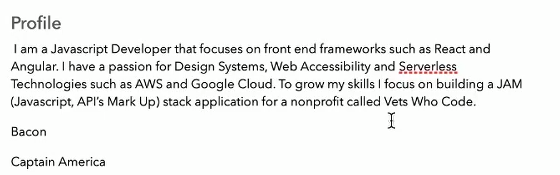 Profile
I am a Javascript Developer that focuses on front end frameworks such as React and
Angular. I have a passion for Design Systems, Web Accessibility and Serverless
Technologies such as AWS and Google Cloud. To grow my skills I focus on building a JAM
(Javascript, API's Mark Up) stack application for a nonprofit called Vets Who Code.
Bacon
Captain America